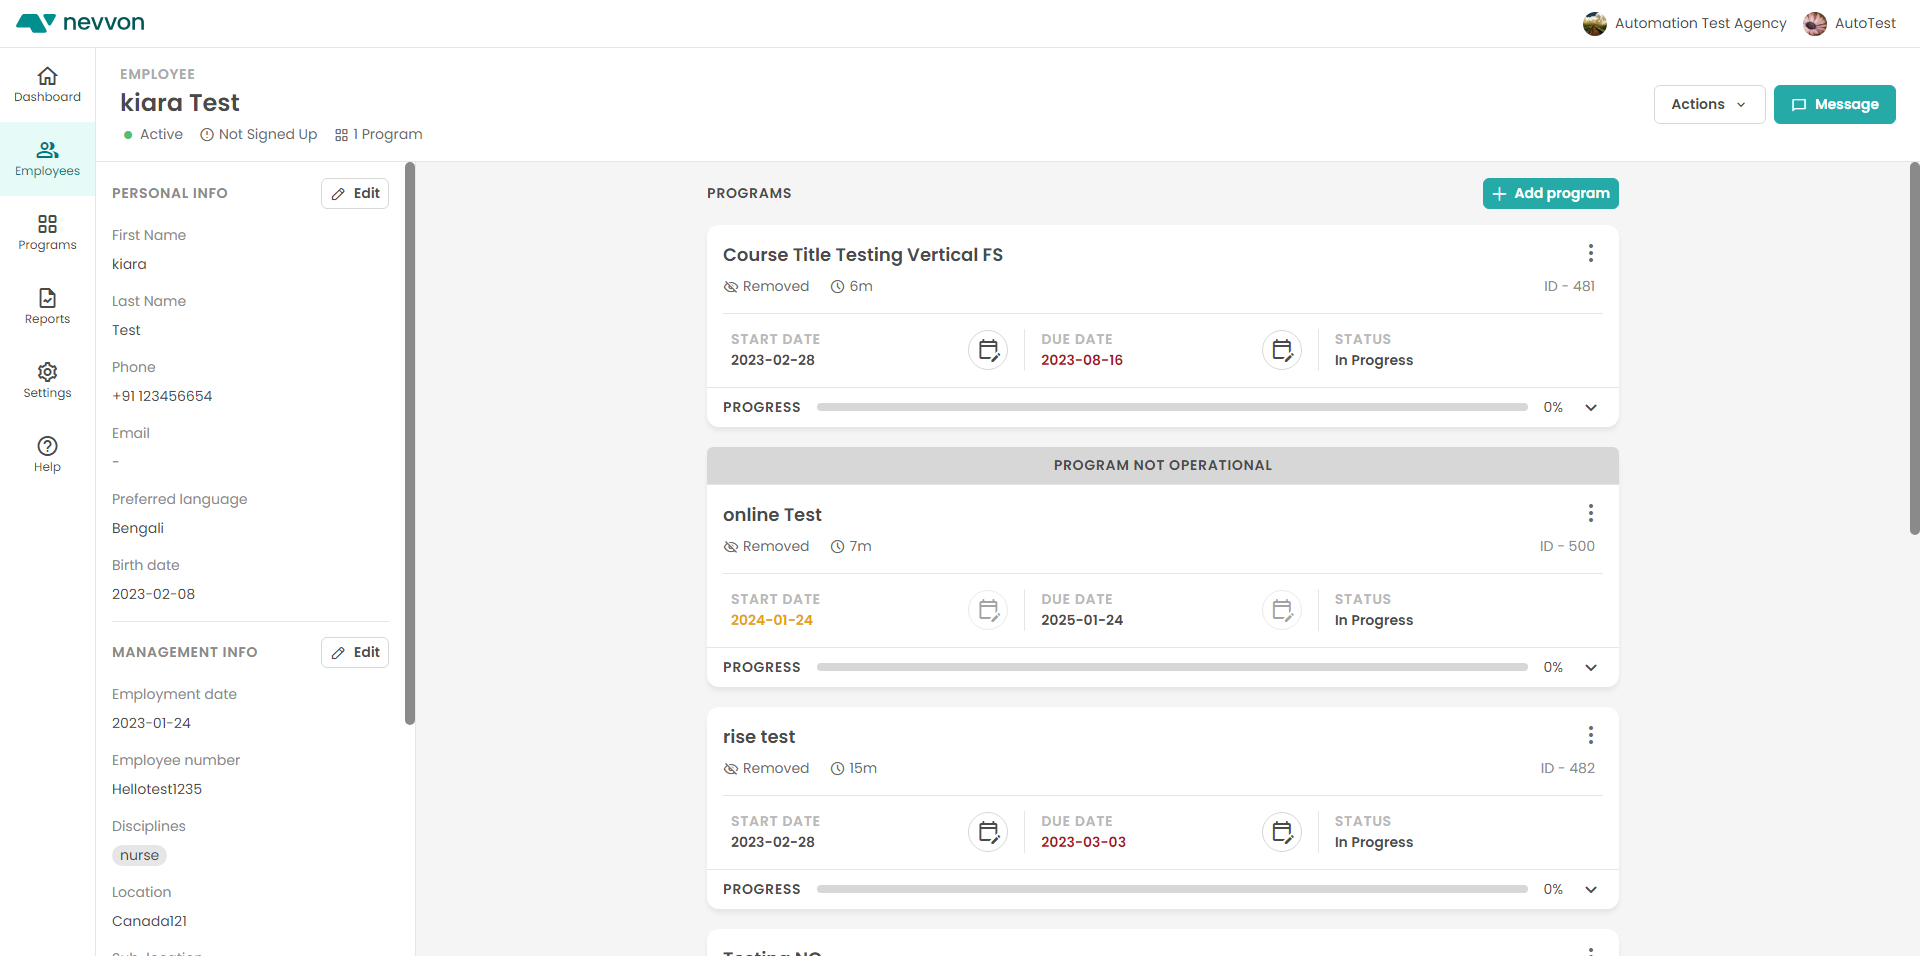 nevvon
Automation Test Agency
AutoTest
Dashboard
Employees
Programs
Reports
Settings
Help
EMPLOYEE
kiara Test
Active
Not Signed Up
1 Program
Actions
Message
PERSONAL INFO
Edit
First Name
kiara
Last Name
Test
Phone
+91 123456654
Email
-
Preferred language
Bengali
Birth date
2023-02-08
MANAGEMENT INFO
Edit
Employment date
2023-01-24
Employee number
Hellotest1235
Disciplines
nurse
Location
Canada121
Sub-location
PROGRAMS
Add program
Course Title Testing Vertical FS
Removed
6m
ID - 481
START DATE
2023-02-28
DUE DATE
2023-08-16
STATUS
In Progress
PROGRESS
0%
PROGRAM NOT OPERATIONAL
online Test
Removed
7m
ID - 500
START DATE
2024-01-24
DUE DATE
2025-01-24
STATUS
In Progress
PROGRESS
0%
rise test
Removed
15m
ID - 482
START DATE
2023-02-28
DUE DATE
2023-03-03
STATUS
In Progress
PROGRESS
0%
Testing NC